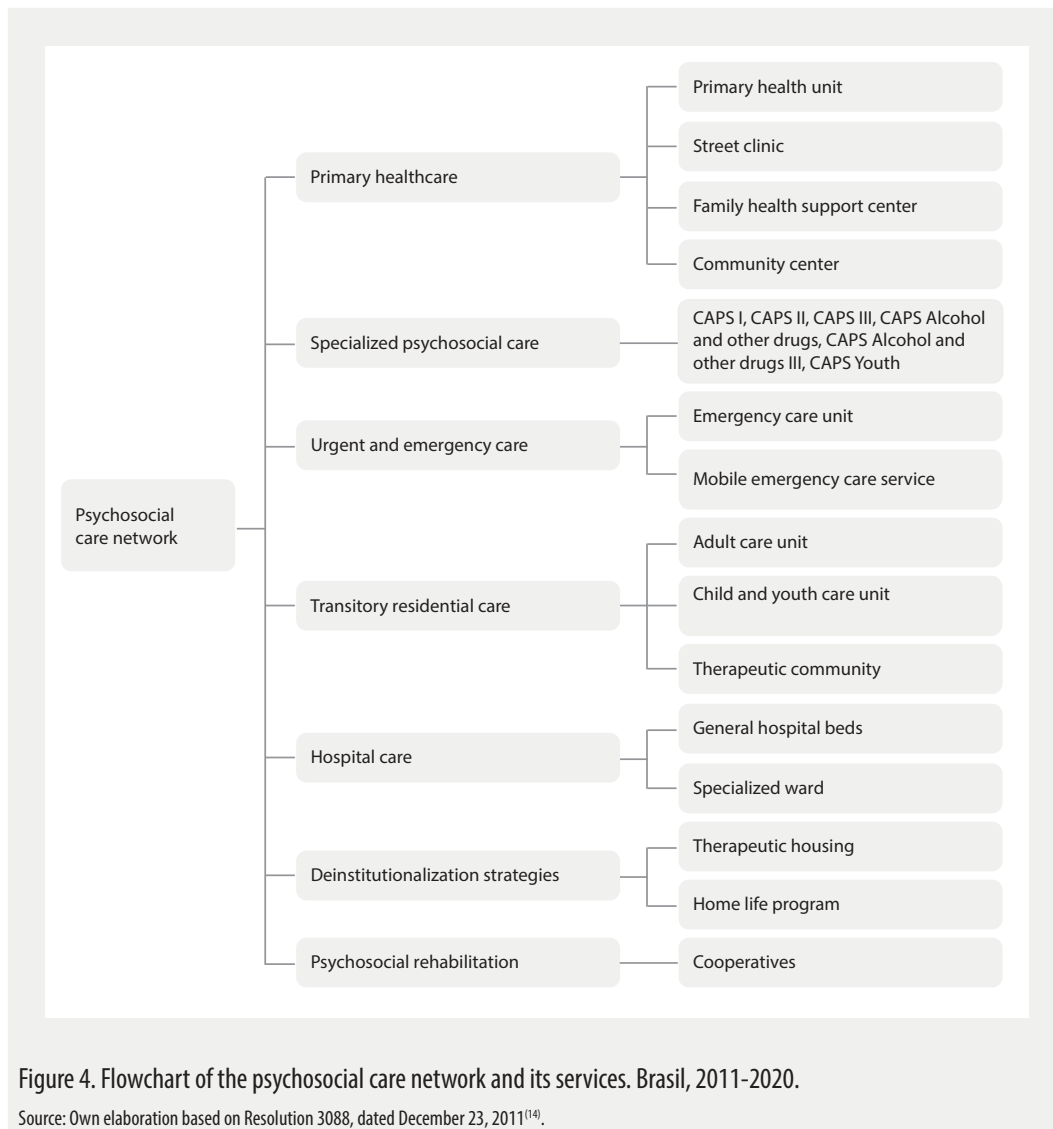 Psychosocial
care network
Primary healthcare
Primary health unit
Street clinic
Family health support center
Community center
Specialized psychosocial care
CAPS I, CAPS II, CAPS III, CAPS Alcohol
and other drugs, CAPS Alcohol and
other drugs III, CAPS Youth
Urgent and emergency care
Emergency care unit
Mobile emergency care service
Transitory residential care
Adult care unit
Child and youth care unit
Therapeutic community
Hospital care
General hospital beds
Specialized ward
Deinstitutionalization strategies
Therapeutic housing
Home life program
Psychosocial rehabilitation
Cooperatives
Figure 4. Flowchart of the psychosocial care network and its services. Brasil, 2011-2020.
Source: Own elaboration based on Resolution 3088, dated December 23, 2011(14).